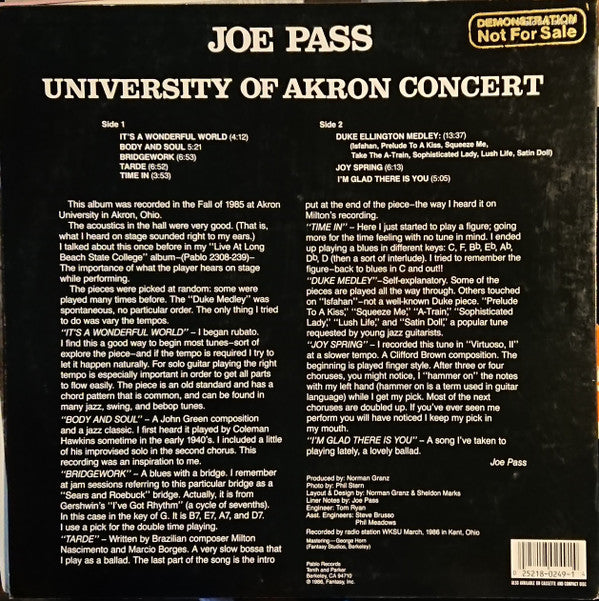 JOE PASS
DEMONSTRATION
Not For Sale
UNIVERSITY OF AKRON CONCERT
Side 1
IT'S A WONDERFUL WORLD (4:12)
BODY AND SOUL 5:21
BRIDGEWORK (6:53)
TARDE (6:52)
TIME IN (3:53)
Side 2
DUKE ELLINGTON MEDLEY: (13:37)
(Isfahan, Prelude To A Kiss, Squeeze Me,
Take The A-Train, Sophisticated Lady, Lush Life, Satin Doll)
JOY SPRING (6:13)
I'M GLAD THERE IS YOU (5:05)
This album was recorded in the Fall of 1985 at Akron
University in Akron, Ohio.
The acoustics in the hall were very good. (That is,
what I heard on stage sounded right to my ears.)
I talked about this once before in my "Live At Long
Beach State College" album–(Pablo 2308-239)–
The importance of what the player hears on stage
while performing.
The pieces were picked at random: some were
played many times before. The "Duke Medley" was
spontaneous, no particular order. The only thing I tried
to do was vary the tempos.
"IT'S A WONDERFUL WORLD" – I began rubato.
I find this a good way to begin most tunes–sort of
explore the piece–and if the tempo is required I try to
let it happen naturally. For solo guitar playing the right
tempo is especially important in order to get all parts
to flow easily. The piece is an old standard and has a
chord pattern that is common, and can be found in
many jazz, swing, and bebop tunes.
"BODY AND SOUL" – A John Green composition
and a jazz classic. I first heard it played by Coleman
Hawkins sometime in the early 1940's. I included a little
of his improvised solo in the second chorus. This
recording was an inspiration to me.
"BRIDGEWORK" – A blues with a bridge. I remember
at jam sessions referring to this particular bridge as a
"Sears and Roebuck" bridge. Actually, it is from
Gershwin's "I've Got Rhythm" (a cycle of sevenths).
In this case in the key of G. It is B7, E7, A7, and D7.
I use a pick for the double time playing.
"TARDE" – Written by Brazilian composer Milton
Nascimento and Marcio Borges. A very slow bossa that
I play as a ballad. The last part of the song is the intro
put at the end of the piece–the way I heard it on
Milton's recording.
"TIME IN" – Here I just started to play a figure; going
more for the time feeling with no tune in mind. I ended
up playing a blues in different keys: C, F, B♭, E♭, A♭,
D♭, D (then a sort of interlude). I tried to remember the
figure–back to blues in C and out!!
"DUKE MEDLEY"–Self-explanatory. Some of the
pieces are played all the way through. Others touched
on "Isfahan"–not a well-known Duke piece. "Prelude
To A Kiss," "Squeeze Me," "A-Train," "Sophisticated
Lady," "Lush Life," and "Satin Doll," a popular tune
requested by young jazz guitarists.
"JOY SPRING" – I recorded this tune in "Virtuoso, II"
at a slower tempo. A Clifford Brown composition. The
beginning is played finger style. After three or four
choruses, you might notice, I "hammer on" the notes
with my left hand (hammer on is a term used in guitar
language) while I get my pick. Most of the next
choruses are doubled up. If you've ever seen me
perform you will have noticed I keep my pick in
my mouth.
"I'M GLAD THERE IS YOU" – A song I've taken to
playing lately, a lovely ballad.
Joe Pass
Produced by: Norman Granz
Photo by: Phil Stern
Layout & Design by: Norman Granz & Sheldon Marks
Liner Notes by: Joe Pass
Engineer: Tom Ryan
Asst. Engineers: Steve Brusso
Phil Meadows
Recorded by radio station WKSU March, 1986 in Kent, Ohio
Mastering—George Horn
(Fantasy Studios, Berkeley)
Pablo Records
Tenth and Parker
Berkeley, CA 94710
© 1986, Fantasy, Inc.
0 25218-0249-1 4
ALSO AVAILABLE ON CASSETTE AND COMPACT DISC